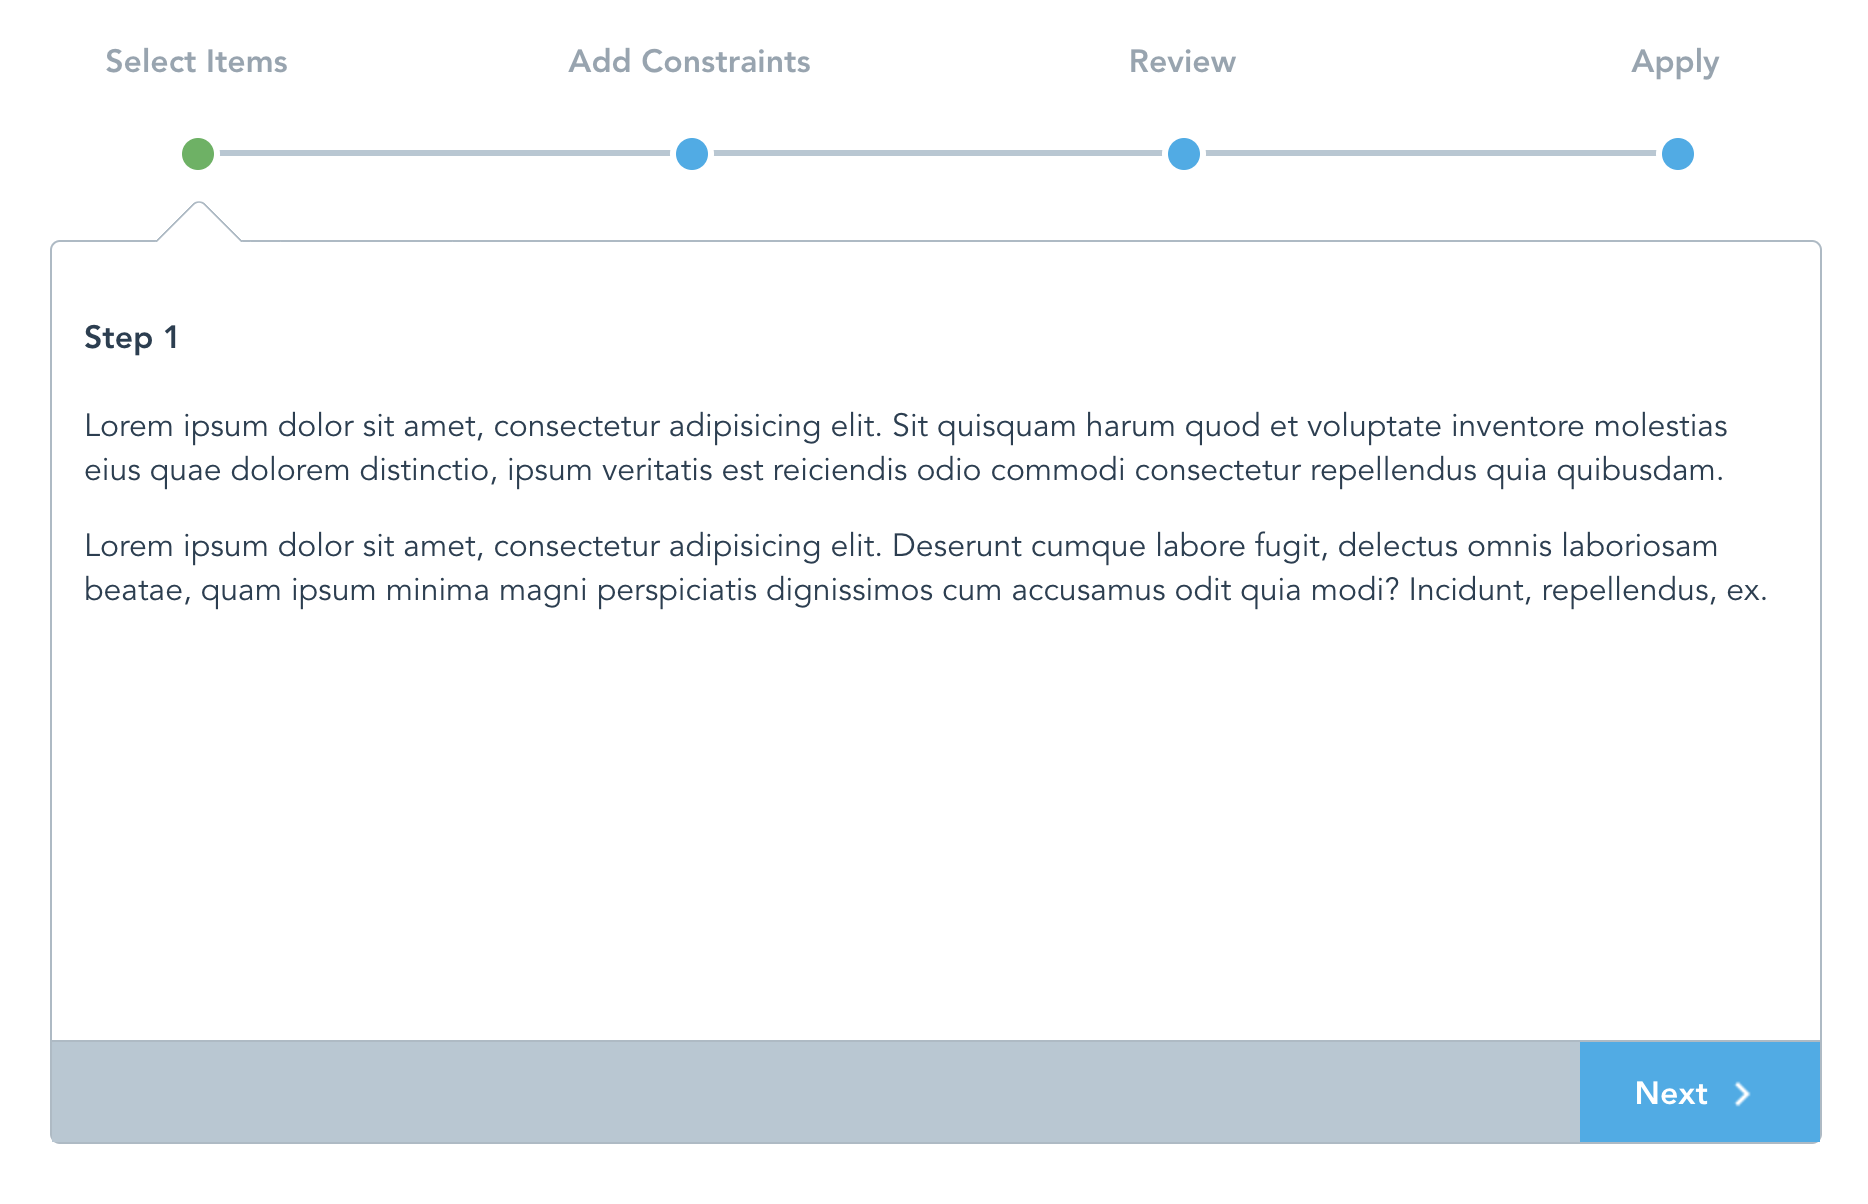 Select Items Add Constraints Review Apply
Step 1
Lorem ipsum dolor sit amet, consectetur adipisicing elit. Sit quisquam harum quod et voluptate inventore molestias
eius quae dolorem distinctio, ipsum veritatis est reiciendis odio commodi consectetur repellendus quia quibusdam.
Lorem ipsum dolor sit amet, consectetur adipisicing elit. Deserunt cumque labore fugit, delectus omnis laboriosam
beatae, quam ipsum minima magni perspiciatis dignissimos cum accusamus odit quia modi? Incidunt, repellendus, ex.
Next